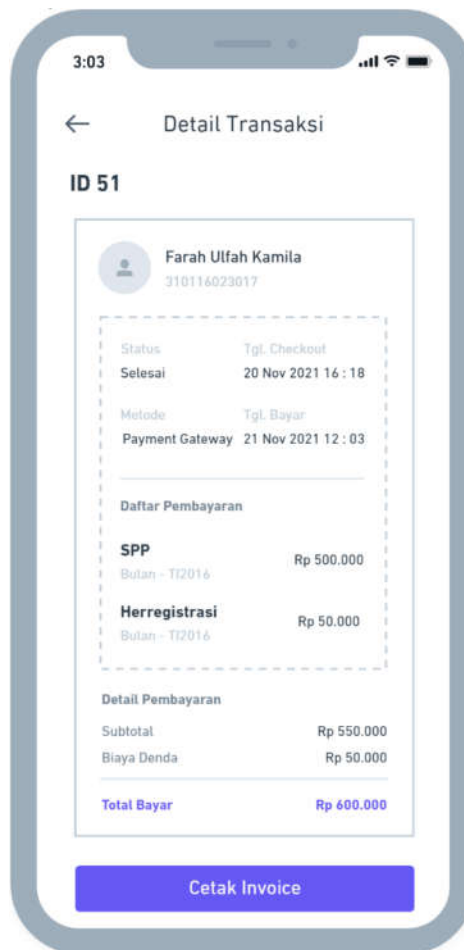 3:03
Detail Transaksi
ID 51
Farah Ulfah Kamila
310116023017
Status Tgl. Checkout
Selesai 20 Nov 2021 16 : 18
Metode Tgl. Bayar
Payment Gateway 21 Nov 2021 12 : 03
Daftar Pembayaran
SPP Rp 500.000
Bulan - TI2016
Herregistrasi Rp 50.000
Bulan - TI2016
Detail Pembayaran
Subtotal Rp 550.000
Biaya Denda Rp 50.000
Total Bayar Rp 600.000
Cetak Invoice